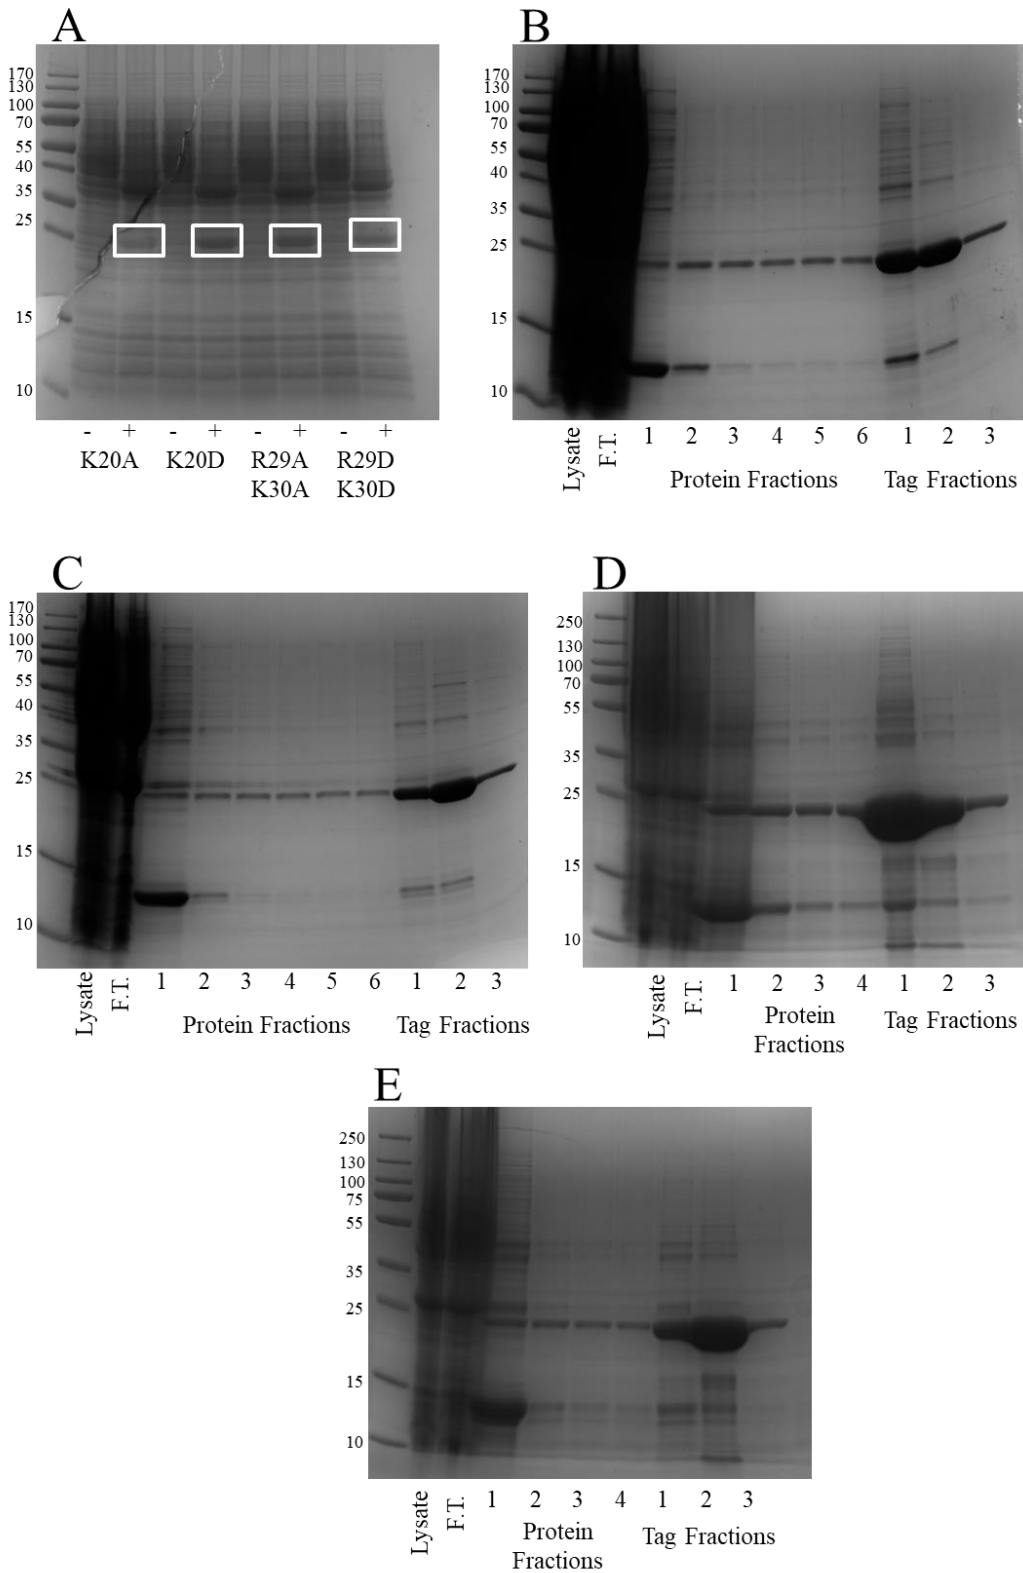 A
170
130
100
70
55
40
35
25
15
10
- + - + - + - +
K20A K20D R29A R29D
K30A K30D
B
170
130
100
70
55
40
35
25
15
10
Lysate F.T. 1 2 3 4 5 6 1 2 3
Protein Fractions Tag Fractions
C
170
130
100
70
55
40
35
25
15
10
Lysate F.T. 1 2 3 4 5 6 1 2 3
Protein Fractions Tag Fractions
D
250
130
100
70
55
35
25
15
10
Lysate F.T. 1 2 3 4 1 2 3
Protein Tag Fractions
Fractions
E
250
130
100
75
55
35
25
15
10
Lysate F.T. 1 2 3 4 1 2 3
Protein Tag Fractions
Fractions